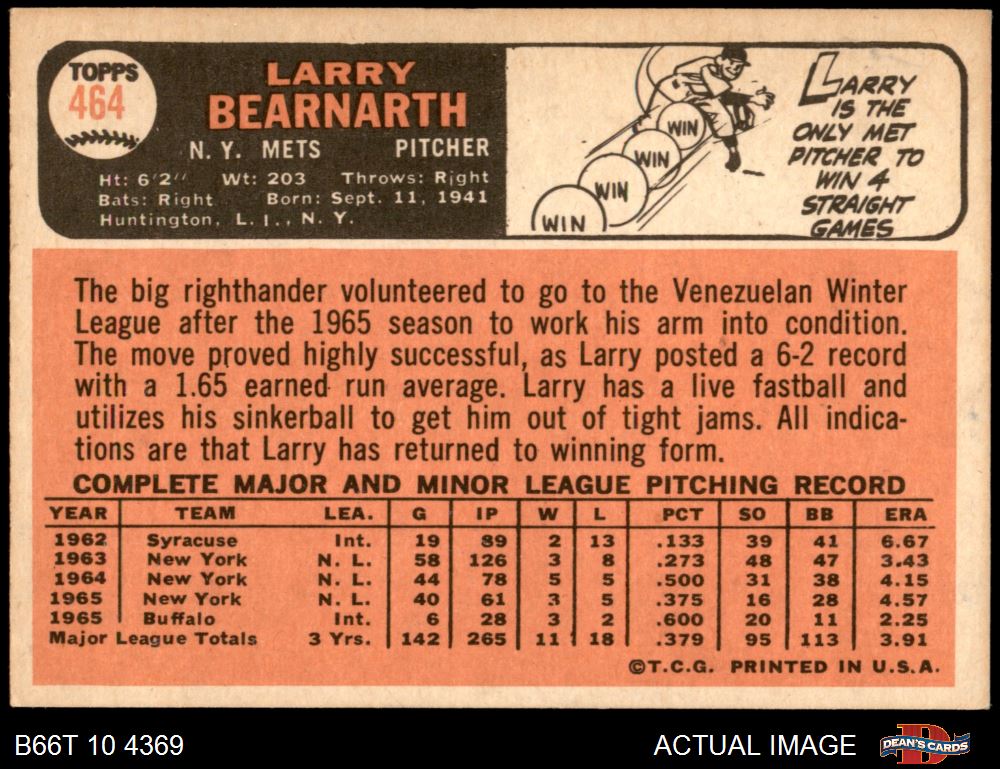 TOPPS
464
LARRY
BEARNARTH
N. Y. METS PITCHER
Ht: 6'2" Wt: 203 Throws: Right
Bats: Right Born: Sept. 11, 1941
Huntington, L. I., N. Y.
WIN
WIN
WIN
WIN
LARRY
IS THE
ONLY MET
PITCHER TO
WIN 4
STRAIGHT
GAMES
The big righthander volunteered to go to the Venezuelan Winter
League after the 1965 season to work his arm into condition.
The move proved highly successful, as Larry posted a 6-2 record
with a 1.65 earned run average. Larry has a live fastball and
utilizes his sinkerball to get him out of tight jams. All indica-
tions are that Larry has returned to winning form.
COMPLETE MAJOR AND MINOR LEAGUE PITCHING RECORD
YEAR TEAM LEA. G IP W L PCT SO BB ERA
1962 Syracuse Int. 19 89 2 13 .133 39 41 6.67
1963 New York N. L. 58 126 3 8 .273 48 47 3.43
1964 New York N. L. 44 78 5 5 .500 31 38 4.15
1965 New York N. L. 40 61 3 5 .375 16 28 4.57
1965 Buffalo Int. 6 28 3 2 .600 20 11 2.25
Major League Totals 3 Yrs. 142 265 11 18 .379 95 113 3.91
©T.C.G. PRINTED IN U.S.A.
B66T 10 4369 ACTUAL IMAGE DEAN'S CARDS